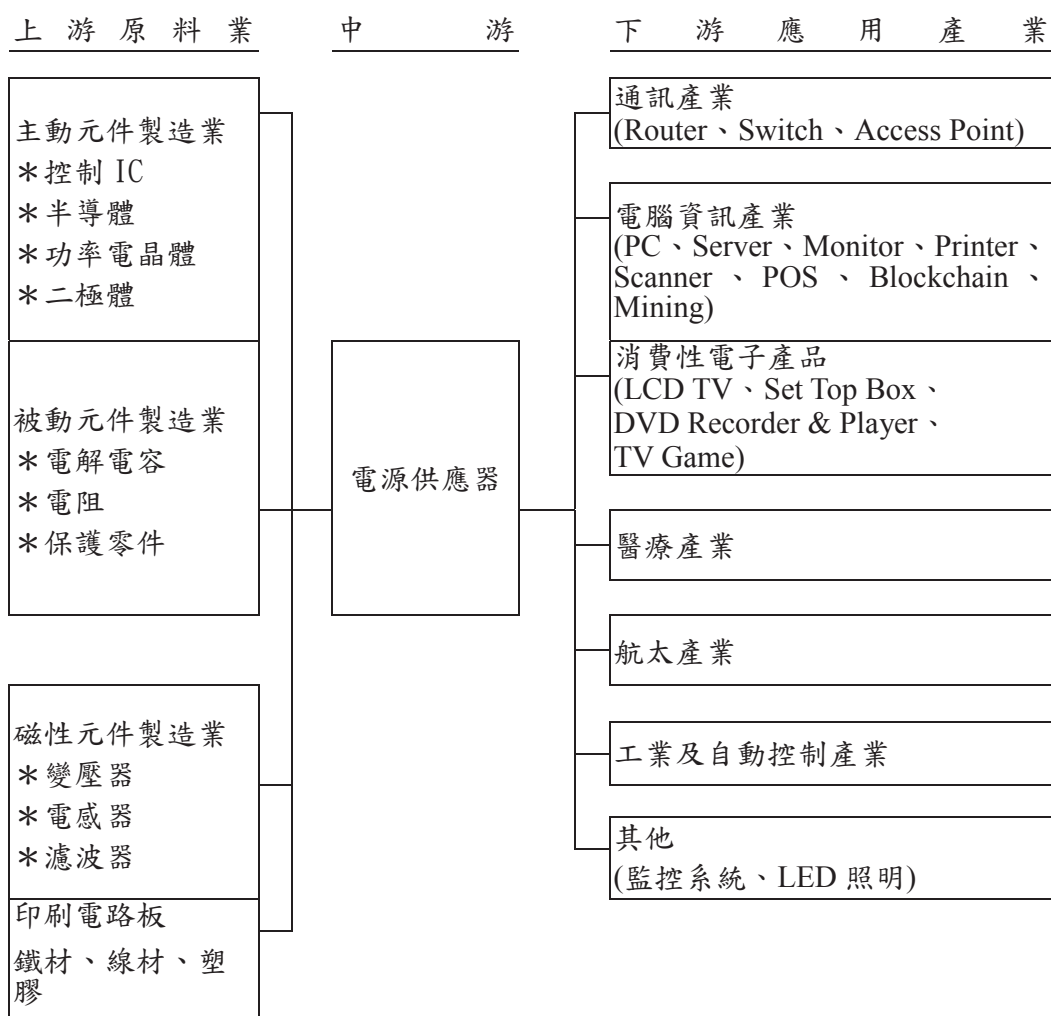 上游原料業
中游
下游應用產業
主動元件製造業
＊控制 IC
＊半導體
＊功率電晶體
＊二極體
被動元件製造業
＊電解電容
＊電阻
＊保護零件
磁性元件製造業
＊變壓器
＊電感器
＊濾波器
印刷電路板
鐵材、線材、塑
膠
電源供應器
通訊產業
(Router、Switch、Access Point)
電腦資訊產業
(PC、Server、Monitor、Printer、
Scanner、POS、Blockchain、
Mining)
消費性電子產品
(LCD TV、Set Top Box、
DVD Recorder & Player、
TV Game)
醫療產業
航太產業
工業及自動控制產業
其他
(監控系統、LED 照明)